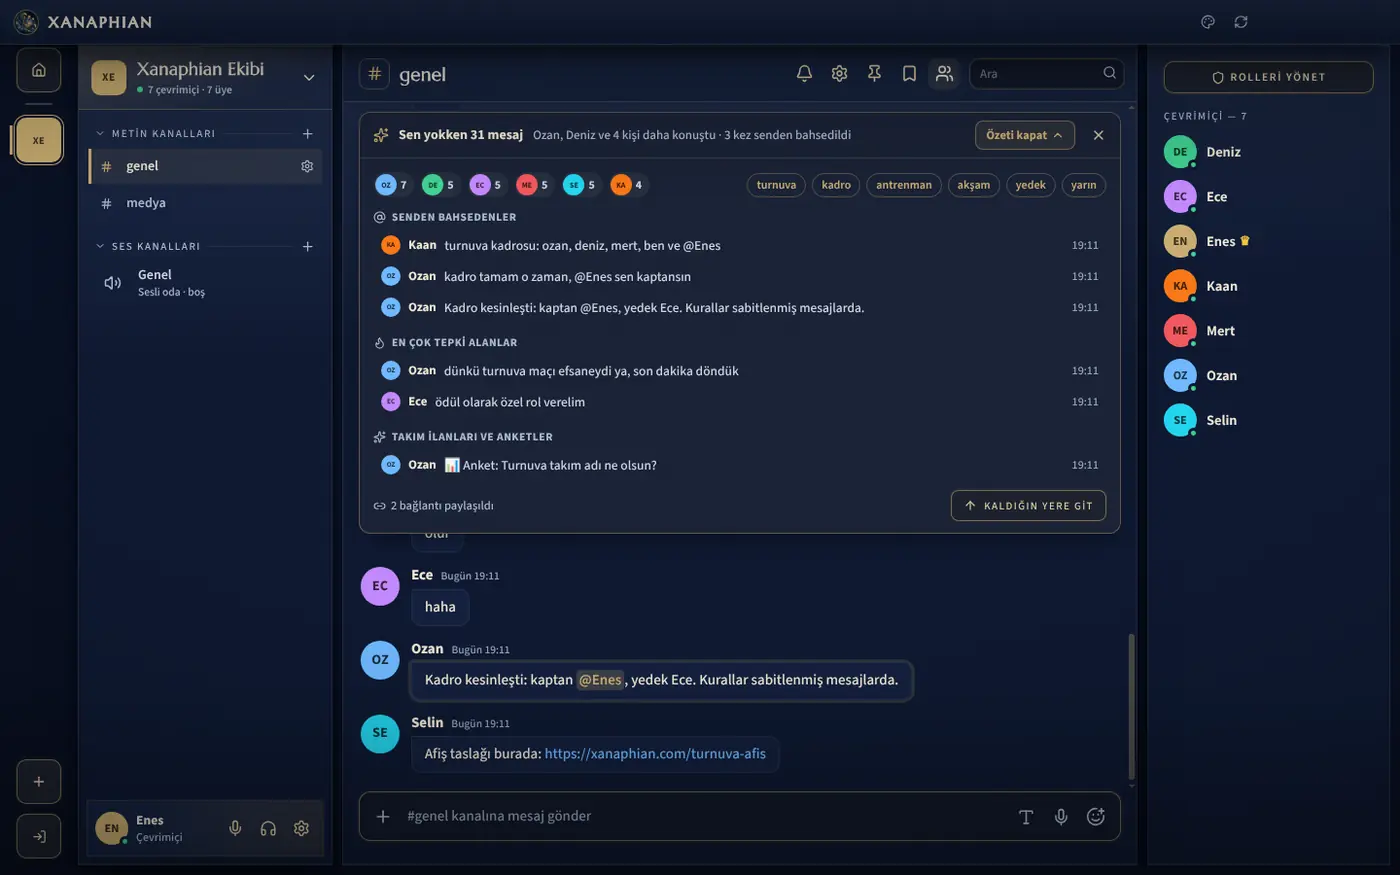 XANAPHIAN
XE
Xanaphian Ekibi
7 çevrimiçi · 7 üye
XE
METİN KANALLARI
# genel
# medya
SES KANALLARI
Genel
Sesli oda · boş
EN
Enes
Çevrimiçi
# genel
Ara
Sen yokken 31 mesaj Ozan, Deniz ve 4 kişi daha konuştu · 3 kez senden bahsedildi
Özeti kapat
OZ 7 DE 5 EC 5 ME 5 SE 5 KA 4
turnuva kadro antrenman akşam yedek yarın
SENDEN BAHSEDENLER
KA Kaan turnuva kadrosu: ozan, deniz, mert, ben ve @Enes 19:11
OZ Ozan kadro tamam o zaman, @Enes sen kaptansın 19:11
OZ Ozan Kadro kesinleşti: kaptan @Enes, yedek Ece. Kurallar sabitlenmiş mesajlarda. 19:11
EN ÇOK TEPKİ ALANLAR
OZ Ozan dünkü turnuva maçı efsaneydi ya, son dakika döndük 19:11
EC Ece ödül olarak özel rol verelim 19:11
TAKIM İLANLARI VE ANKETLER
OZ Ozan 📊 Anket: Turnuva takım adı ne olsun? 19:11
2 bağlantı paylaşıldı
KALDIĞIN YERE GİT
EC
Ece Bugün 19:11
haha
OZ
Ozan Bugün 19:11
Kadro kesinleşti: kaptan @Enes, yedek Ece. Kurallar sabitlenmiş mesajlarda.
SE
Selin Bugün 19:11
Afiş taslağı burada: https://xanaphian.com/turnuva-afis
#genel kanalına mesaj gönder
ROLLERİ YÖNET
ÇEVRİMİÇİ — 7
DE Deniz
EC Ece
EN Enes
KA Kaan
ME Mert
OZ Ozan
SE Selin